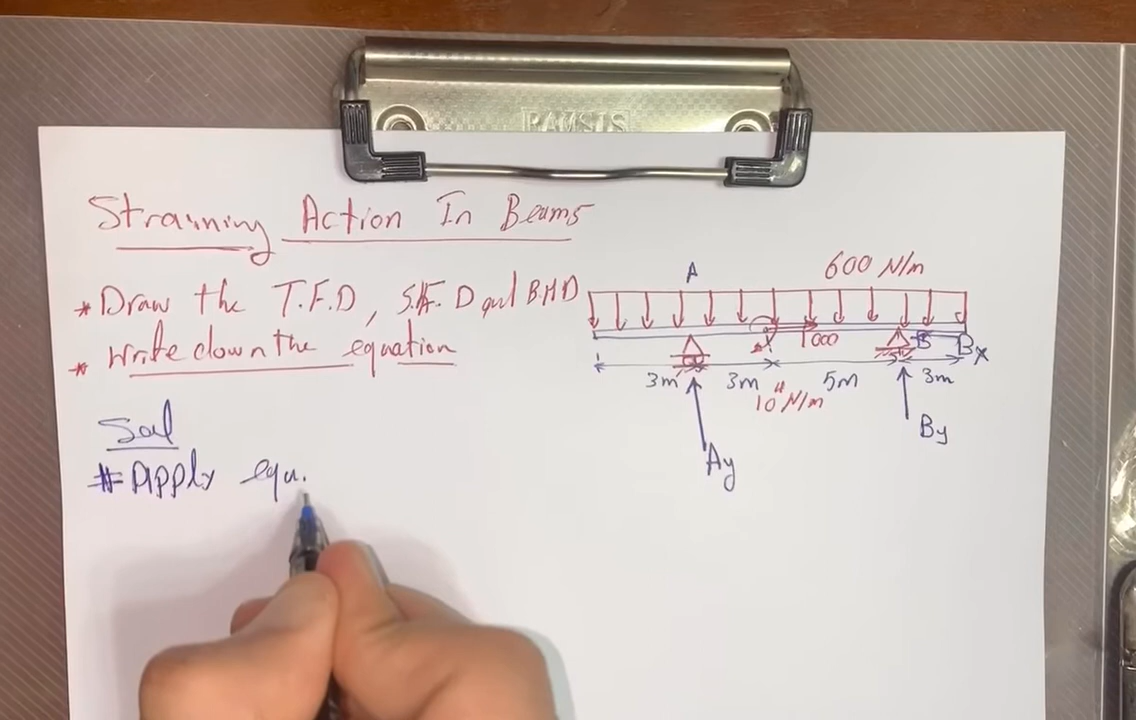 Straining Action In Beams
* Draw the T.F.D, S.F.D and B.M.D
* Write down the equation
Sol
# Apply equ.
A
600 N/m
1000
B
Bx
3m 3m 5m 3m
10 N/m
Ay
By